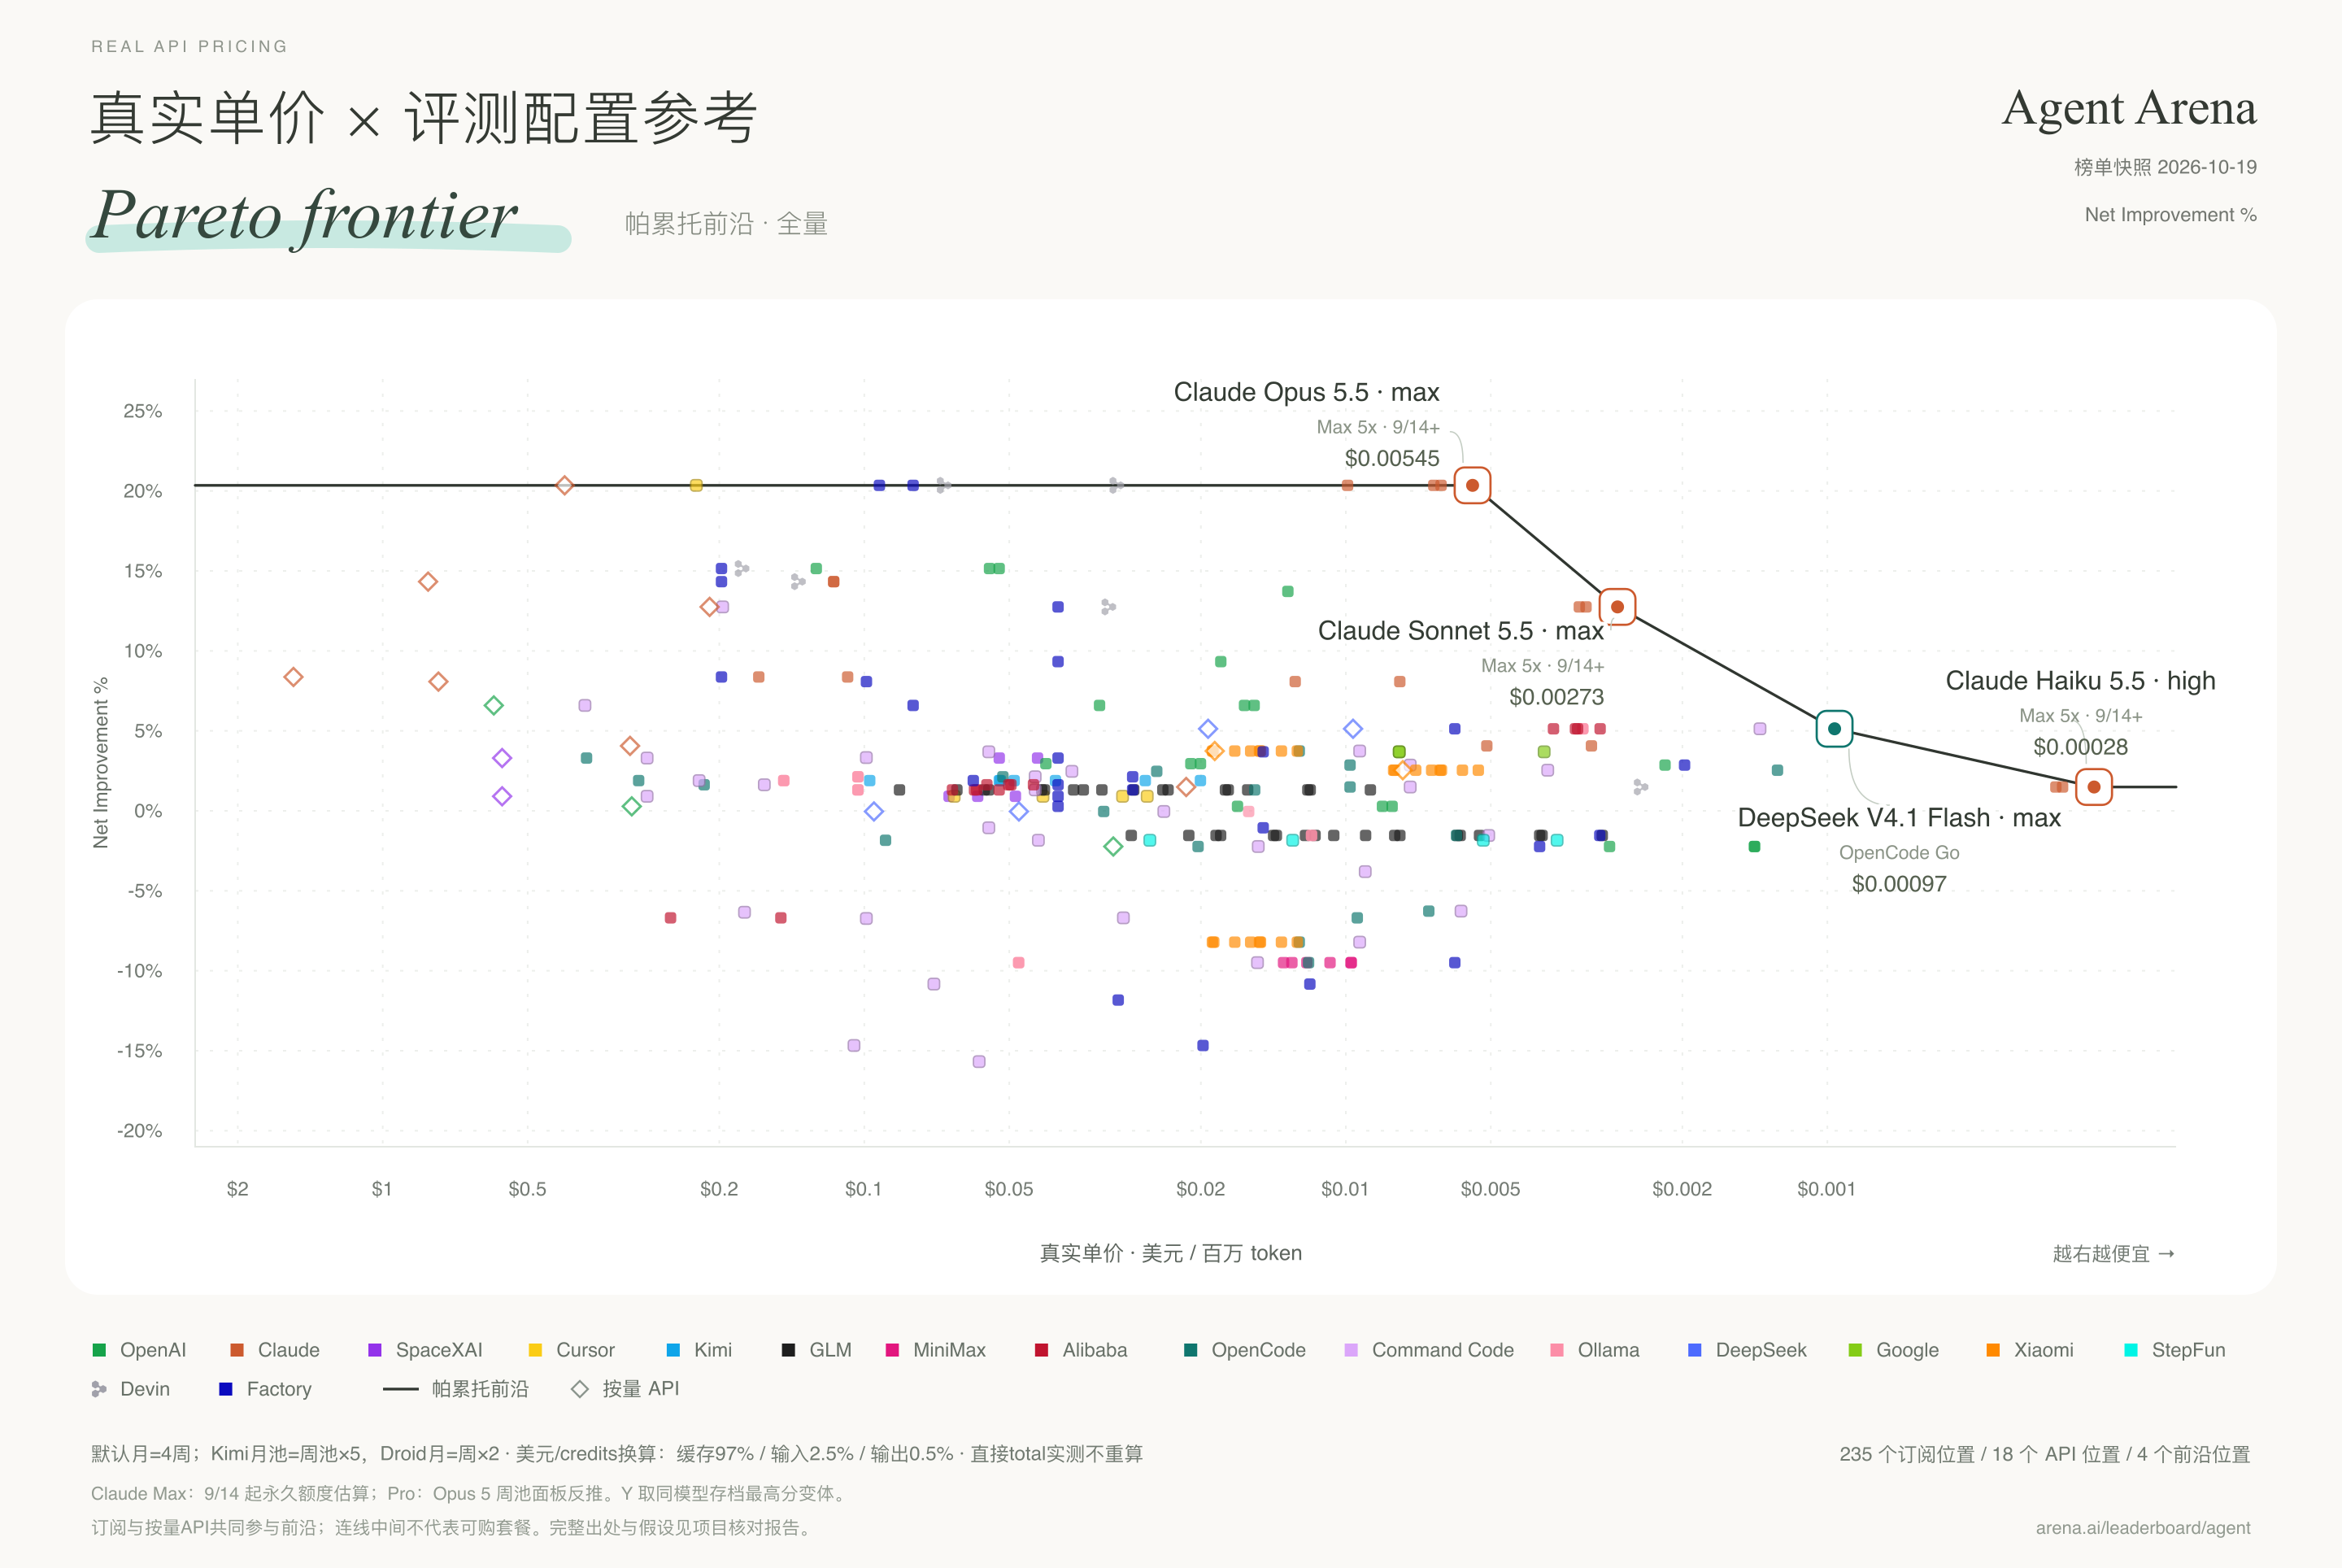 REAL API PRICING
真实单价 × 评测配置参考
Pareto frontier
帕累托前沿 · 全量
Agent Arena
榜单快照 2026-10-19
Net Improvement %
Claude Opus 5.5 · max
Max 5x · 9/14+
$0.00545
Claude Sonnet 5.5 · max
Max 5x · 9/14+
$0.00273
Claude Haiku 5.5 · high
Max 5x · 9/14+
$0.00028
DeepSeek V4.1 Flash · max
OpenCode Go
$0.00097
Net Improvement %
25%
20%
15%
10%
5%
0%
-5%
-10%
-15%
-20%
$2
$1
$0.5
$0.2
$0.1
$0.05
$0.02
$0.01
$0.005
$0.002
$0.001
真实单价 · 美元 / 百万 token
越右越便宜 →
OpenAI
Claude
SpaceXAI
Cursor
Kimi
GLM
MiniMax
Alibaba
OpenCode
Command Code
Ollama
DeepSeek
Google
Xiaomi
StepFun
Devin
Factory
帕累托前沿
按量 API
默认月=4周；Kimi月池=周池×5，Droid月=周×2 · 美元/credits换算：缓存97% / 输入2.5% / 输出0.5% · 直接total实测不重算
235 个订阅位置 / 18 个 API 位置 / 4 个前沿位置
Claude Max：9/14 起永久额度估算；Pro：Opus 5 周池面板反推。Y 取同模型存档最高分变体。
订阅与按量API共同参与前沿；连线中间不代表可购套餐。完整出处与假设见项目核对报告。
arena.ai/leaderboard/agent